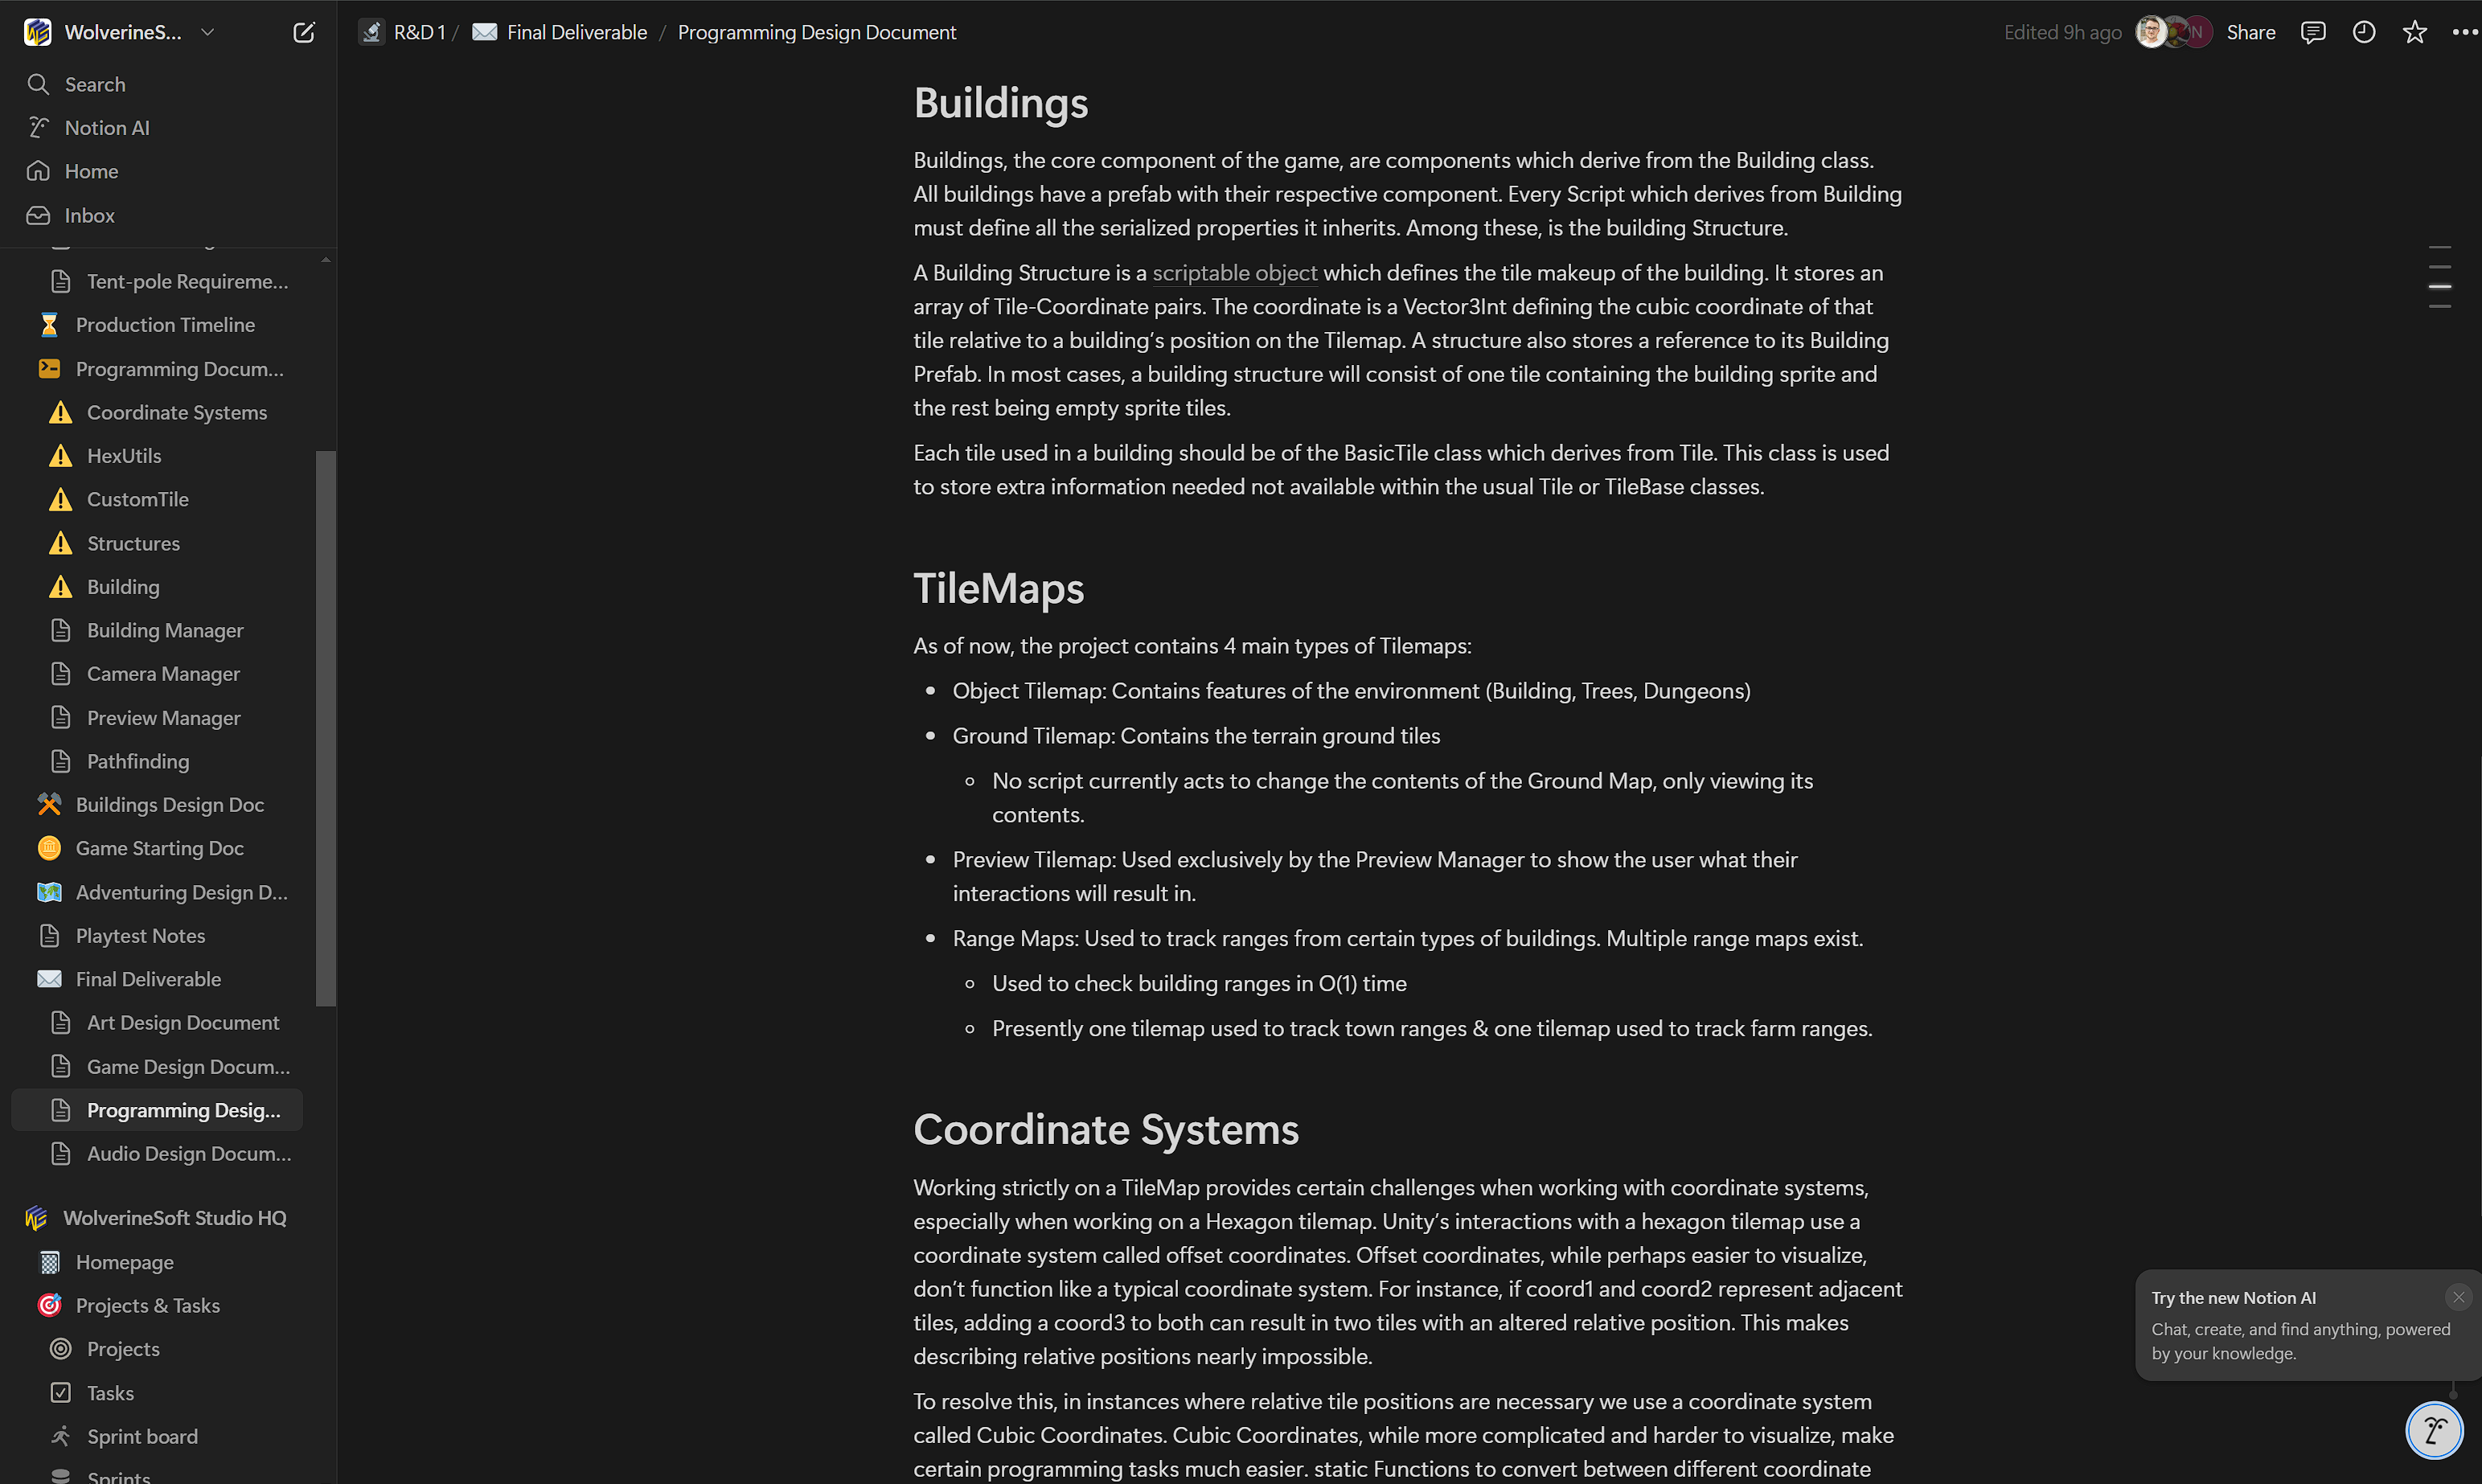 WolverineS...
R&D 1 / Final Deliverable / Programming Design Document
Edited 9h ago
N
Share
Search
Notion AI
Home
Inbox
Tent-pole Requireme...
Production Timeline
Programming Docum...
Coordinate Systems
HexUtils
CustomTile
Structures
Building
Building Manager
Camera Manager
Preview Manager
Pathfinding
Buildings Design Doc
Game Starting Doc
Adventuring Design D...
Playtest Notes
Final Deliverable
Art Design Document
Game Design Docum...
Programming Desig...
Audio Design Docum...
WolverineSoft Studio HQ
Homepage
Projects & Tasks
Projects
Tasks
Sprint board
Sprints
Buildings
Buildings, the core component of the game, are components which derive from the Building class.
All buildings have a prefab with their respective component. Every Script which derives from Building
must define all the serialized properties it inherits. Among these, is the building Structure.
A Building Structure is a scriptable object which defines the tile makeup of the building. It stores an
array of Tile-Coordinate pairs. The coordinate is a Vector3Int defining the cubic coordinate of that
tile relative to a building's position on the Tilemap. A structure also stores a reference to its Building
Prefab. In most cases, a building structure will consist of one tile containing the building sprite and
the rest being empty sprite tiles.
Each tile used in a building should be of the BasicTile class which derives from Tile. This class is used
to store extra information needed not available within the usual Tile or TileBase classes.
TileMaps
As of now, the project contains 4 main types of Tilemaps:
• Object Tilemap: Contains features of the environment (Building, Trees, Dungeons)
• Ground Tilemap: Contains the terrain ground tiles
◦ No script currently acts to change the contents of the Ground Map, only viewing its
contents.
• Preview Tilemap: Used exclusively by the Preview Manager to show the user what their
interactions will result in.
• Range Maps: Used to track ranges from certain types of buildings. Multiple range maps exist.
◦ Used to check building ranges in O(1) time
◦ Presently one tilemap used to track town ranges & one tilemap used to track farm ranges.
Coordinate Systems
Working strictly on a TileMap provides certain challenges when working with coordinate systems,
especially when working on a Hexagon tilemap. Unity's interactions with a hexagon tilemap use a
coordinate system called offset coordinates. Offset coordinates, while perhaps easier to visualize,
don't function like a typical coordinate system. For instance, if coord1 and coord2 represent adjacent
tiles, adding a coord3 to both can result in two tiles with an altered relative position. This makes
describing relative positions nearly impossible.
To resolve this, in instances where relative tile positions are necessary we use a coordinate system
called Cubic Coordinates. Cubic Coordinates, while more complicated and harder to visualize, make
certain programming tasks much easier. static Functions to convert between different coordinate
Try the new Notion AI
Chat, create, and find anything, powered
by your knowledge.